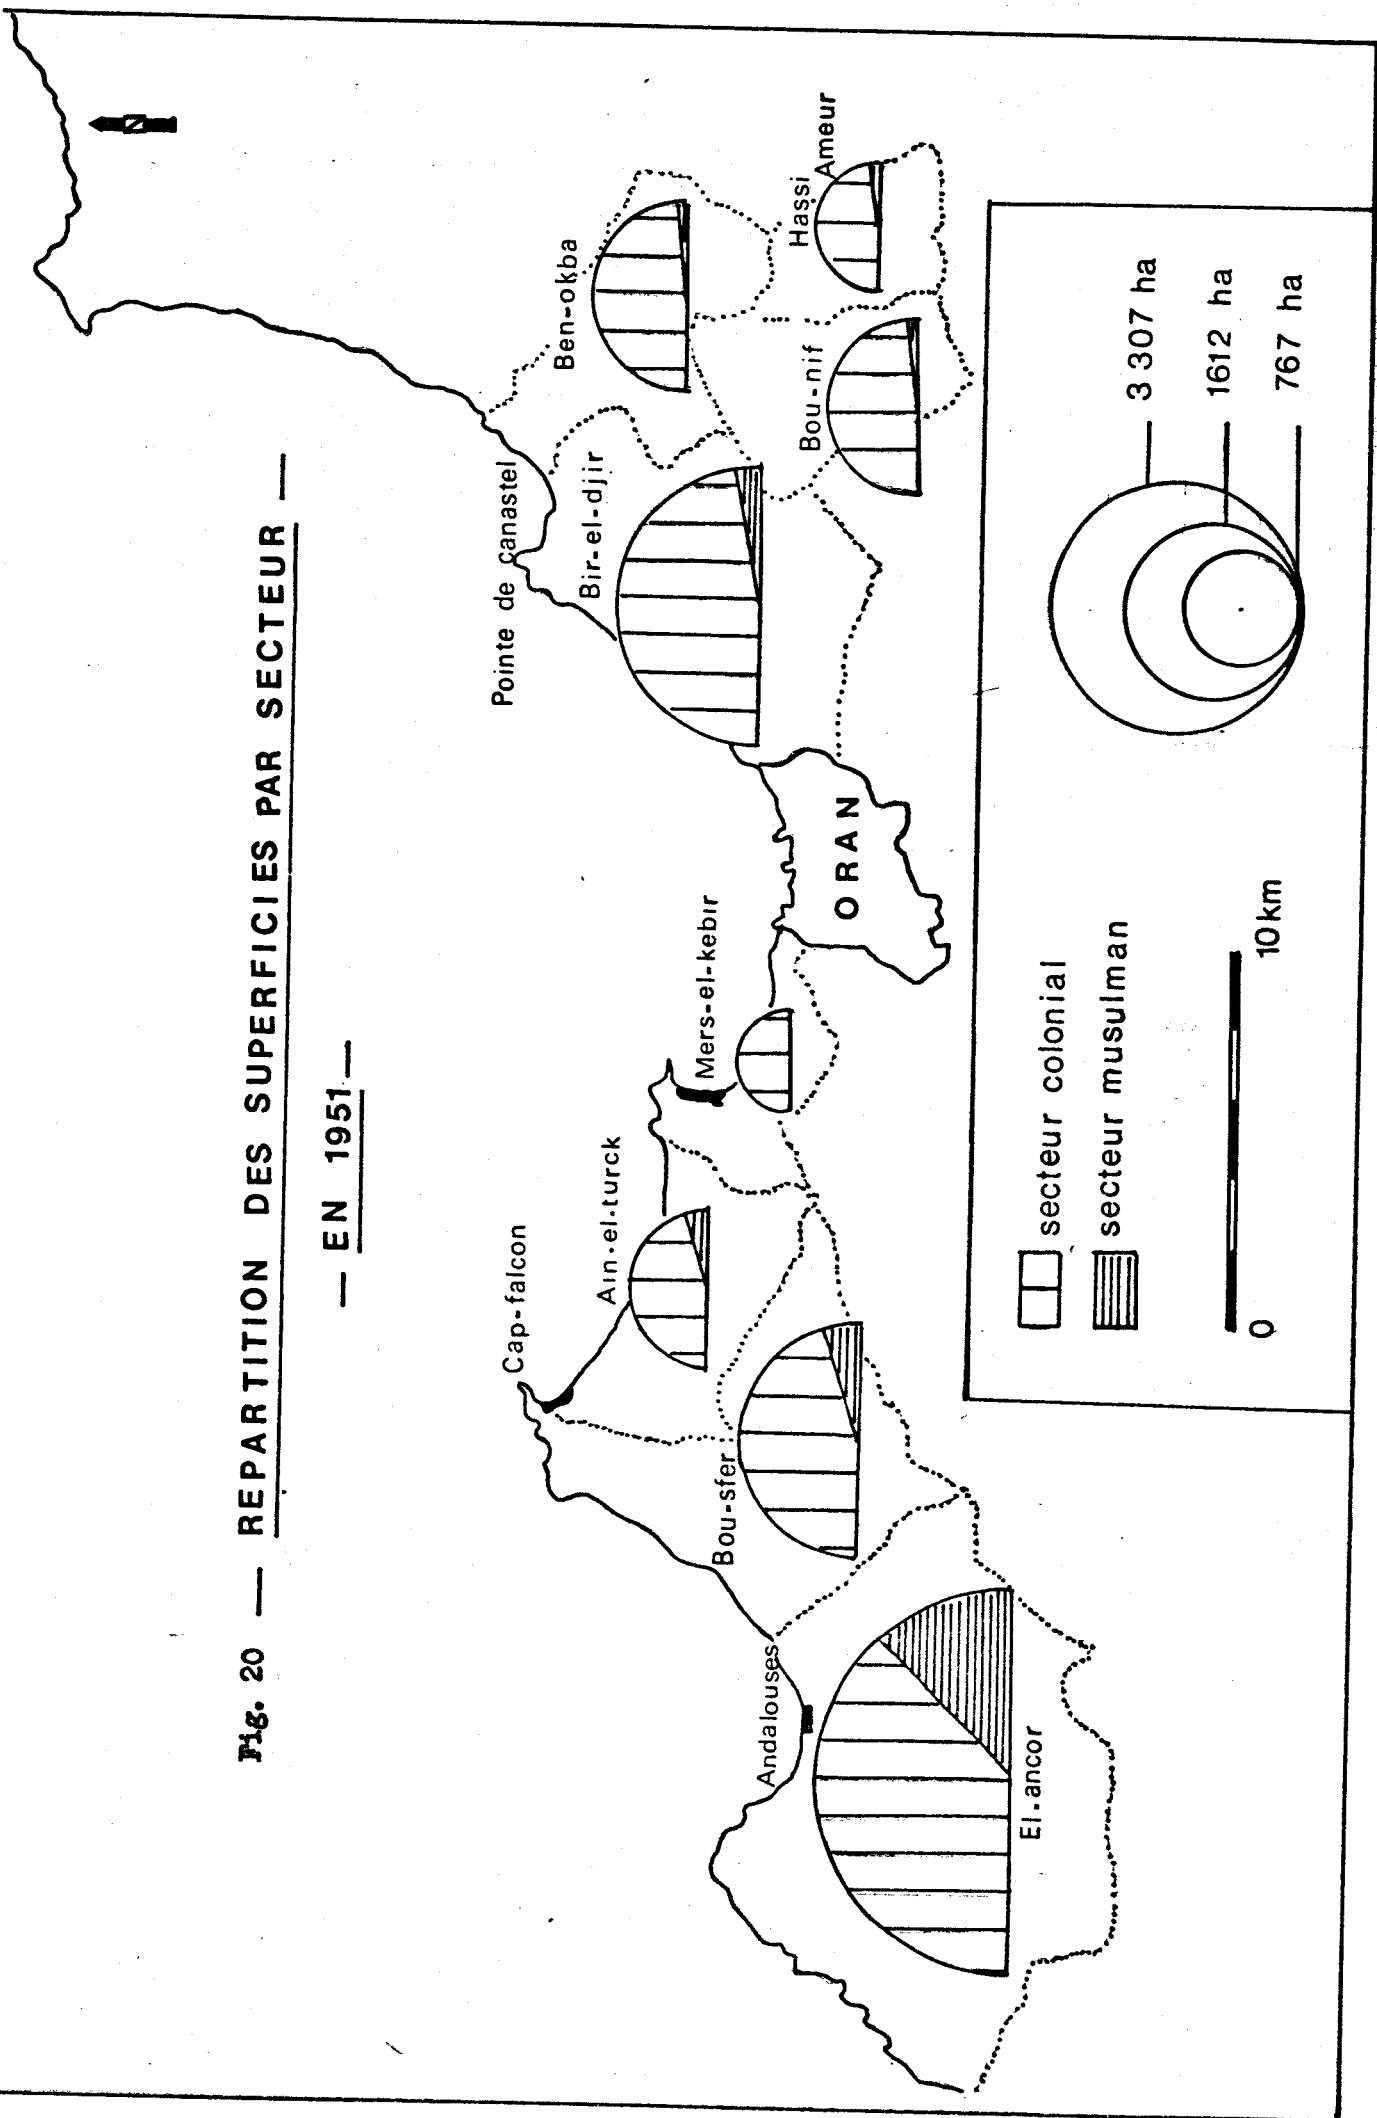 Fig. 20 — REPARTITION DES SUPERFICIES PAR SECTEUR —
— EN 1951 —
Cap-falcon
Pointe de canastel
Ain-el-turck
Bir-el-djir
Ben-okba
Mers-el-kebir
Bou-sfer
Andalouses
Hassi Ameur
Bou-nif
ORAN
El-ancor
secteur colonial
secteur musulman
0
10km
3 307 ha
1612 ha
767 ha